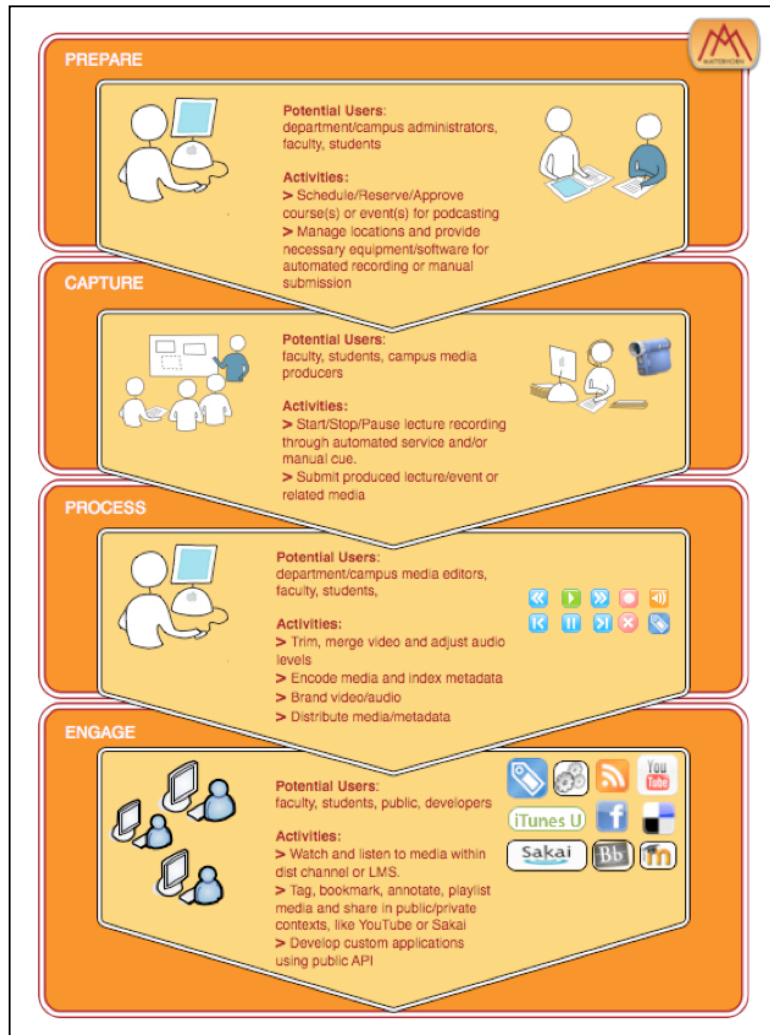 MATTERHORN
PREPARE
Potential Users:
department/campus administrators,
faculty, students
Activities:
> Schedule/Reserve/Approve
course(s) or event(s) for podcasting
> Manage locations and provide
necessary equipment/software for
automated recording or manual
submission
CAPTURE
Potential Users:
faculty, students, campus media
producers
Activities:
> Start/Stop/Pause lecture recording
through automated service and/or
manual cue.
> Submit produced lecture/event or
related media
PROCESS
Potential Users:
department/campus media editors,
faculty, students,
Activities:
> Trim, merge video and adjust audio
levels
> Encode media and index metadata
> Brand video/audio
> Distribute media/metadata
ENGAGE
Potential Users:
faculty, students, public, developers
Activities:
> Watch and listen to media within
dist channel or LMS.
> Tag, bookmark, annotate, playlist
media and share in public/private
contexts, like YouTube or Sakai
> Develop custom applications
using public API
You
Tube
iTunes U
f
Sakai
Bb
m